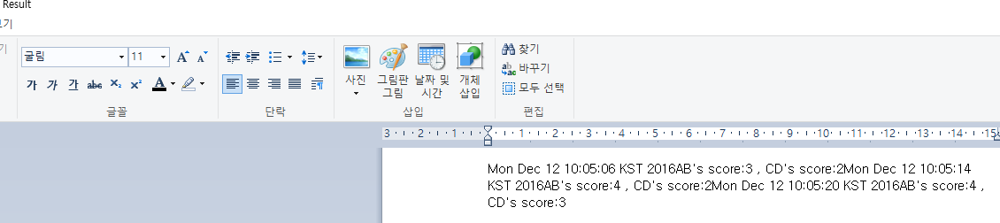 Result
보기
굴림 11
가 가 가 abc X₂ X² A
글꼴
단락
사진
그림판 그림
날짜 및 시간
개체 삽입
삽입
찾기
바꾸기
모두 선택
편집
3 2 1 1 2 3 4 5 6 7 8 9 10 11 12 13 14 15
Mon Dec 12 10:05:06 KST 2016AB's score:3 , CD's score:2Mon Dec 12 10:05:14
KST 2016AB's score:4 , CD's score:2Mon Dec 12 10:05:20 KST 2016AB's score:4 ,
CD's score:3